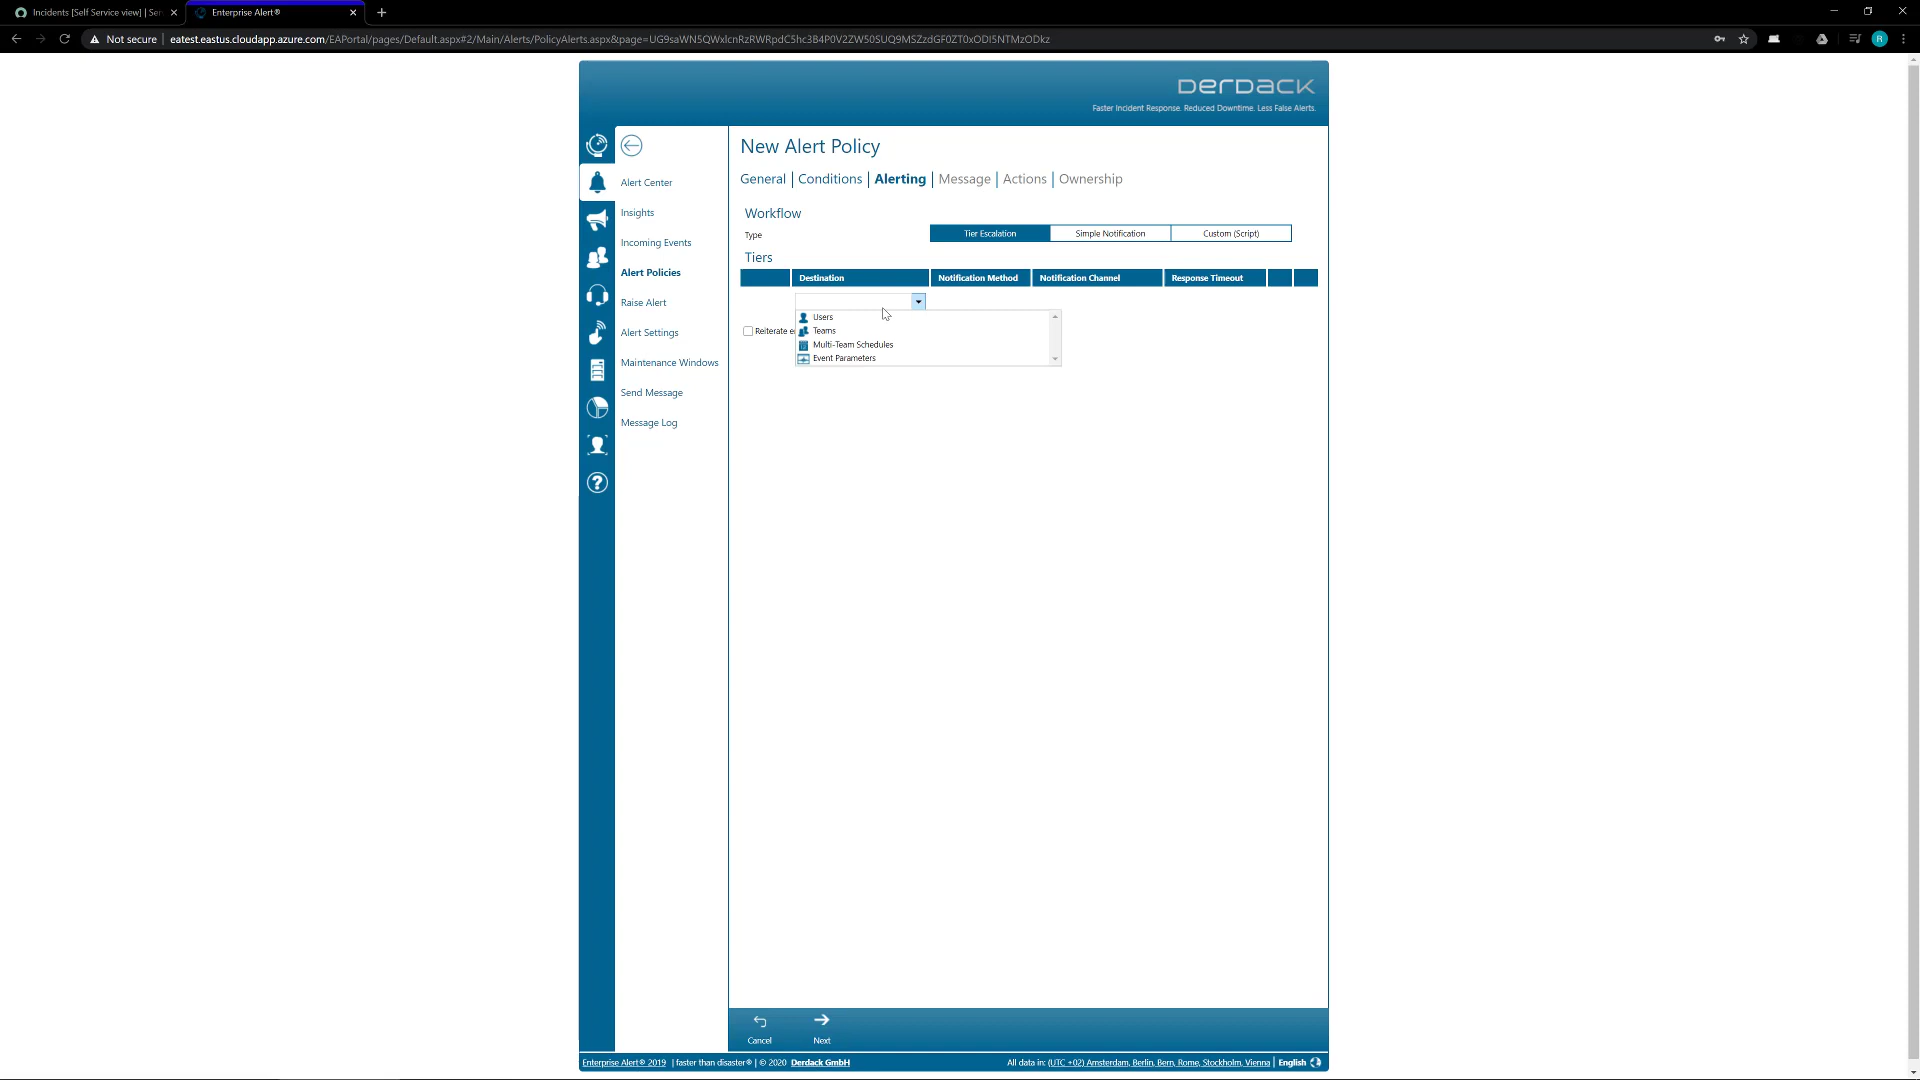 Incidents [Self Service view] | Ser
Enterprise Alert®
Not secure | eatest.eastus.cloudapp.azure.com/EAPortal/pages/Default.aspx#2/Main/Alerts/PolicyAlerts.aspx&page=UG9saWN5QWxlcnRzRWRpdC5hc3B4P0V2ZW50SUQ9MSZzdGF0ZT0xODI5NTMzODkz
R
DERDACK
Faster Incident Response. Reduced Downtime. Less False Alerts.
Alert Center
Insights
Incoming Events
Alert Policies
Raise Alert
Alert Settings
Maintenance Windows
Send Message
Message Log
New Alert Policy
General | Conditions | Alerting | Message | Actions | Ownership
Workflow
Type Tier Escalation Simple Notification Custom (Script)
Tiers
Destination Notification Method Notification Channel Response Timeout
Users
Reiterate
Teams
Multi-Team Schedules
Event Parameters
Cancel Next
Enterprise Alert® 2019 | faster than disaster® | © 2020 Derdack GmbH
All data in: (UTC +02) Amsterdam, Berlin, Bern, Rome, Stockholm, Vienna | English